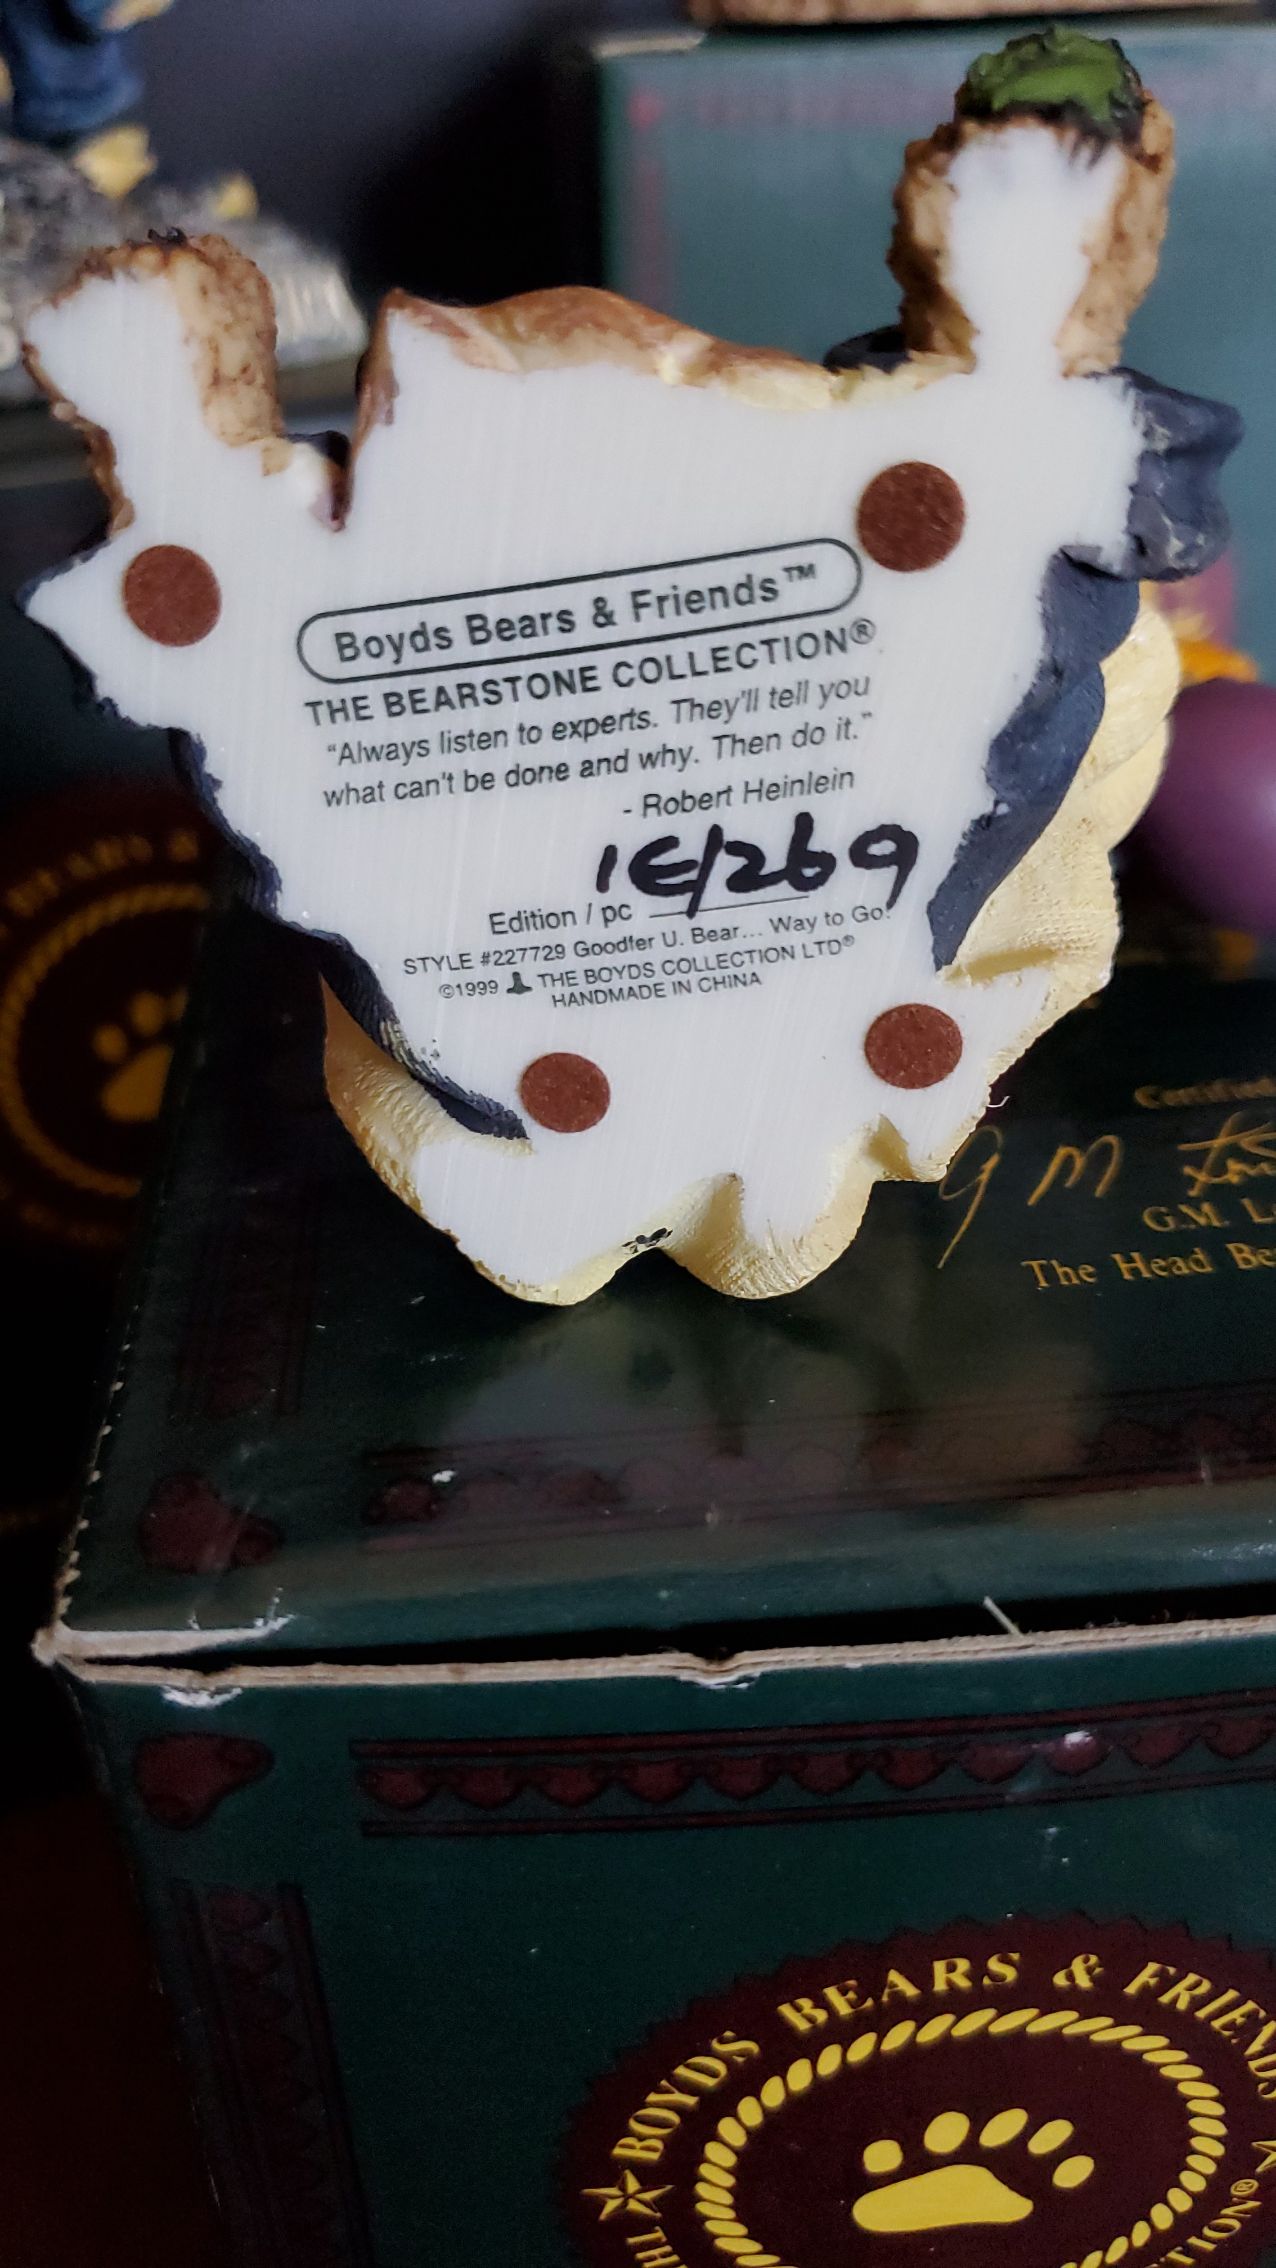 Boyds Bears & Friends™
THE BEARSTONE COLLECTION®
“Always listen to experts. They'll tell you
what can't be done and why. Then do it.”
- Robert Heinlein
1E/269
Edition / pc
STYLE #227729 Goodfer U. Bear... Way to Go!
©1999 THE BOYDS COLLECTION LTD®
HANDMADE IN CHINA
G M
G.M.
The Head
BOYDS BEARS & FRIENDS